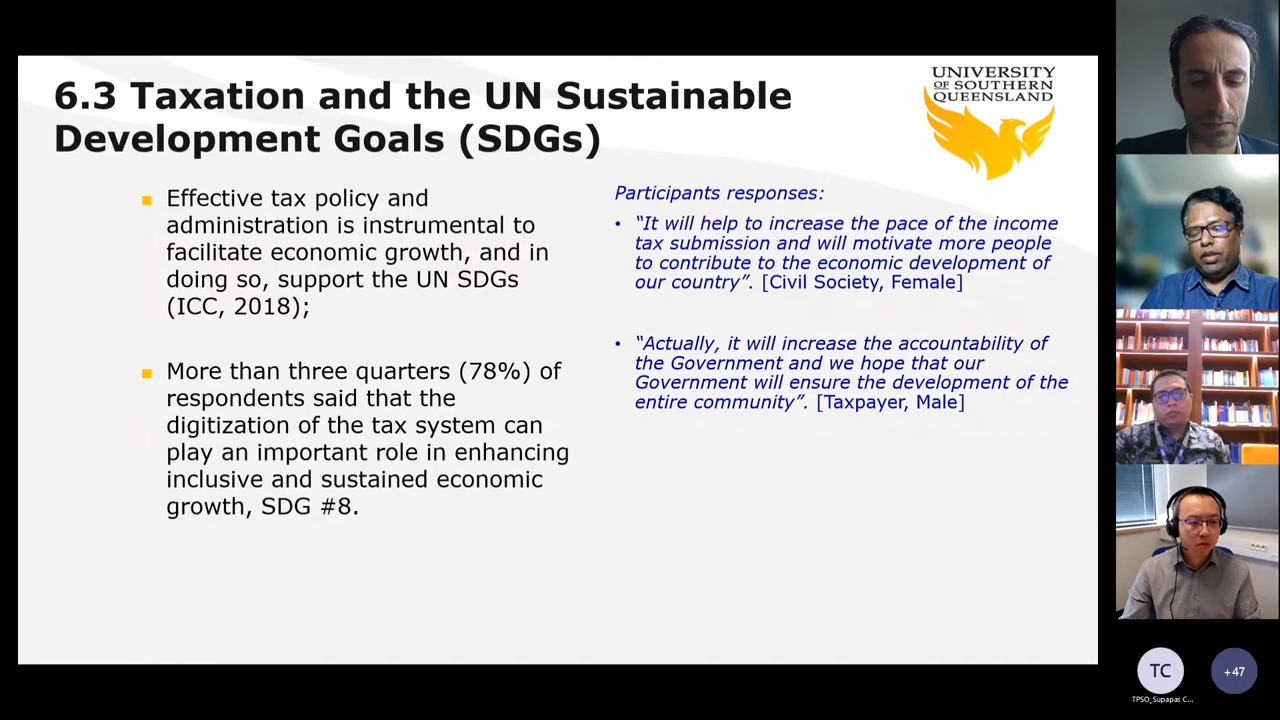 6.3 Taxation and the UN Sustainable
Development Goals (SDGs)
UNIVERSITY
OF SOUTHERN
QUEENSLAND
Effective tax policy and
administration is instrumental to
facilitate economic growth, and in
doing so, support the UN SDGs
(ICC, 2018);
More than three quarters (78%) of
respondents said that the
digitization of the tax system can
play an important role in enhancing
inclusive and sustained economic
growth, SDG #8.
Participants responses:
• “It will help to increase the pace of the income
tax submission and will motivate more people
to contribute to the economic development of
our country”. [Civil Society, Female]
• “Actually, it will increase the accountability of
the Government and we hope that our
Government will ensure the development of the
entire community”. [Taxpayer, Male]
TC
+47
TPSO_Supapas C...